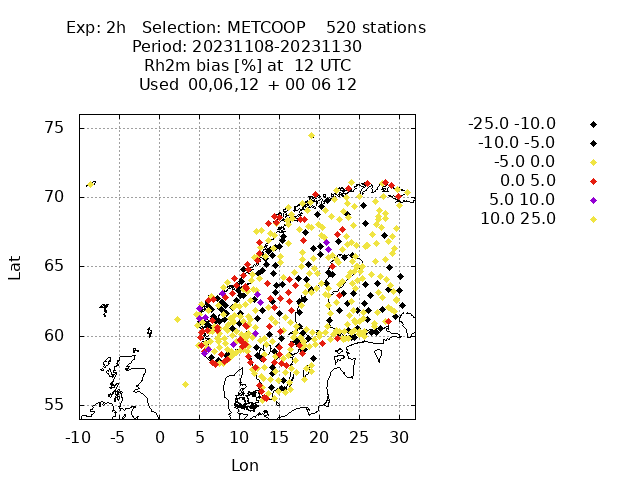 Exp: 2h   Selection: METCOOP    520 stations
Period: 20231108-20231130
Rh2m bias [%] at  12 UTC
Used  00,06,12  + 00 06 12
-25.0 -10.0
-10.0 -5.0
-5.0 0.0
0.0 5.0
5.0 10.0
10.0 25.0
75
70
65
60
55
Lat
-10 -5 0 5 10 15 20 25 30
Lon